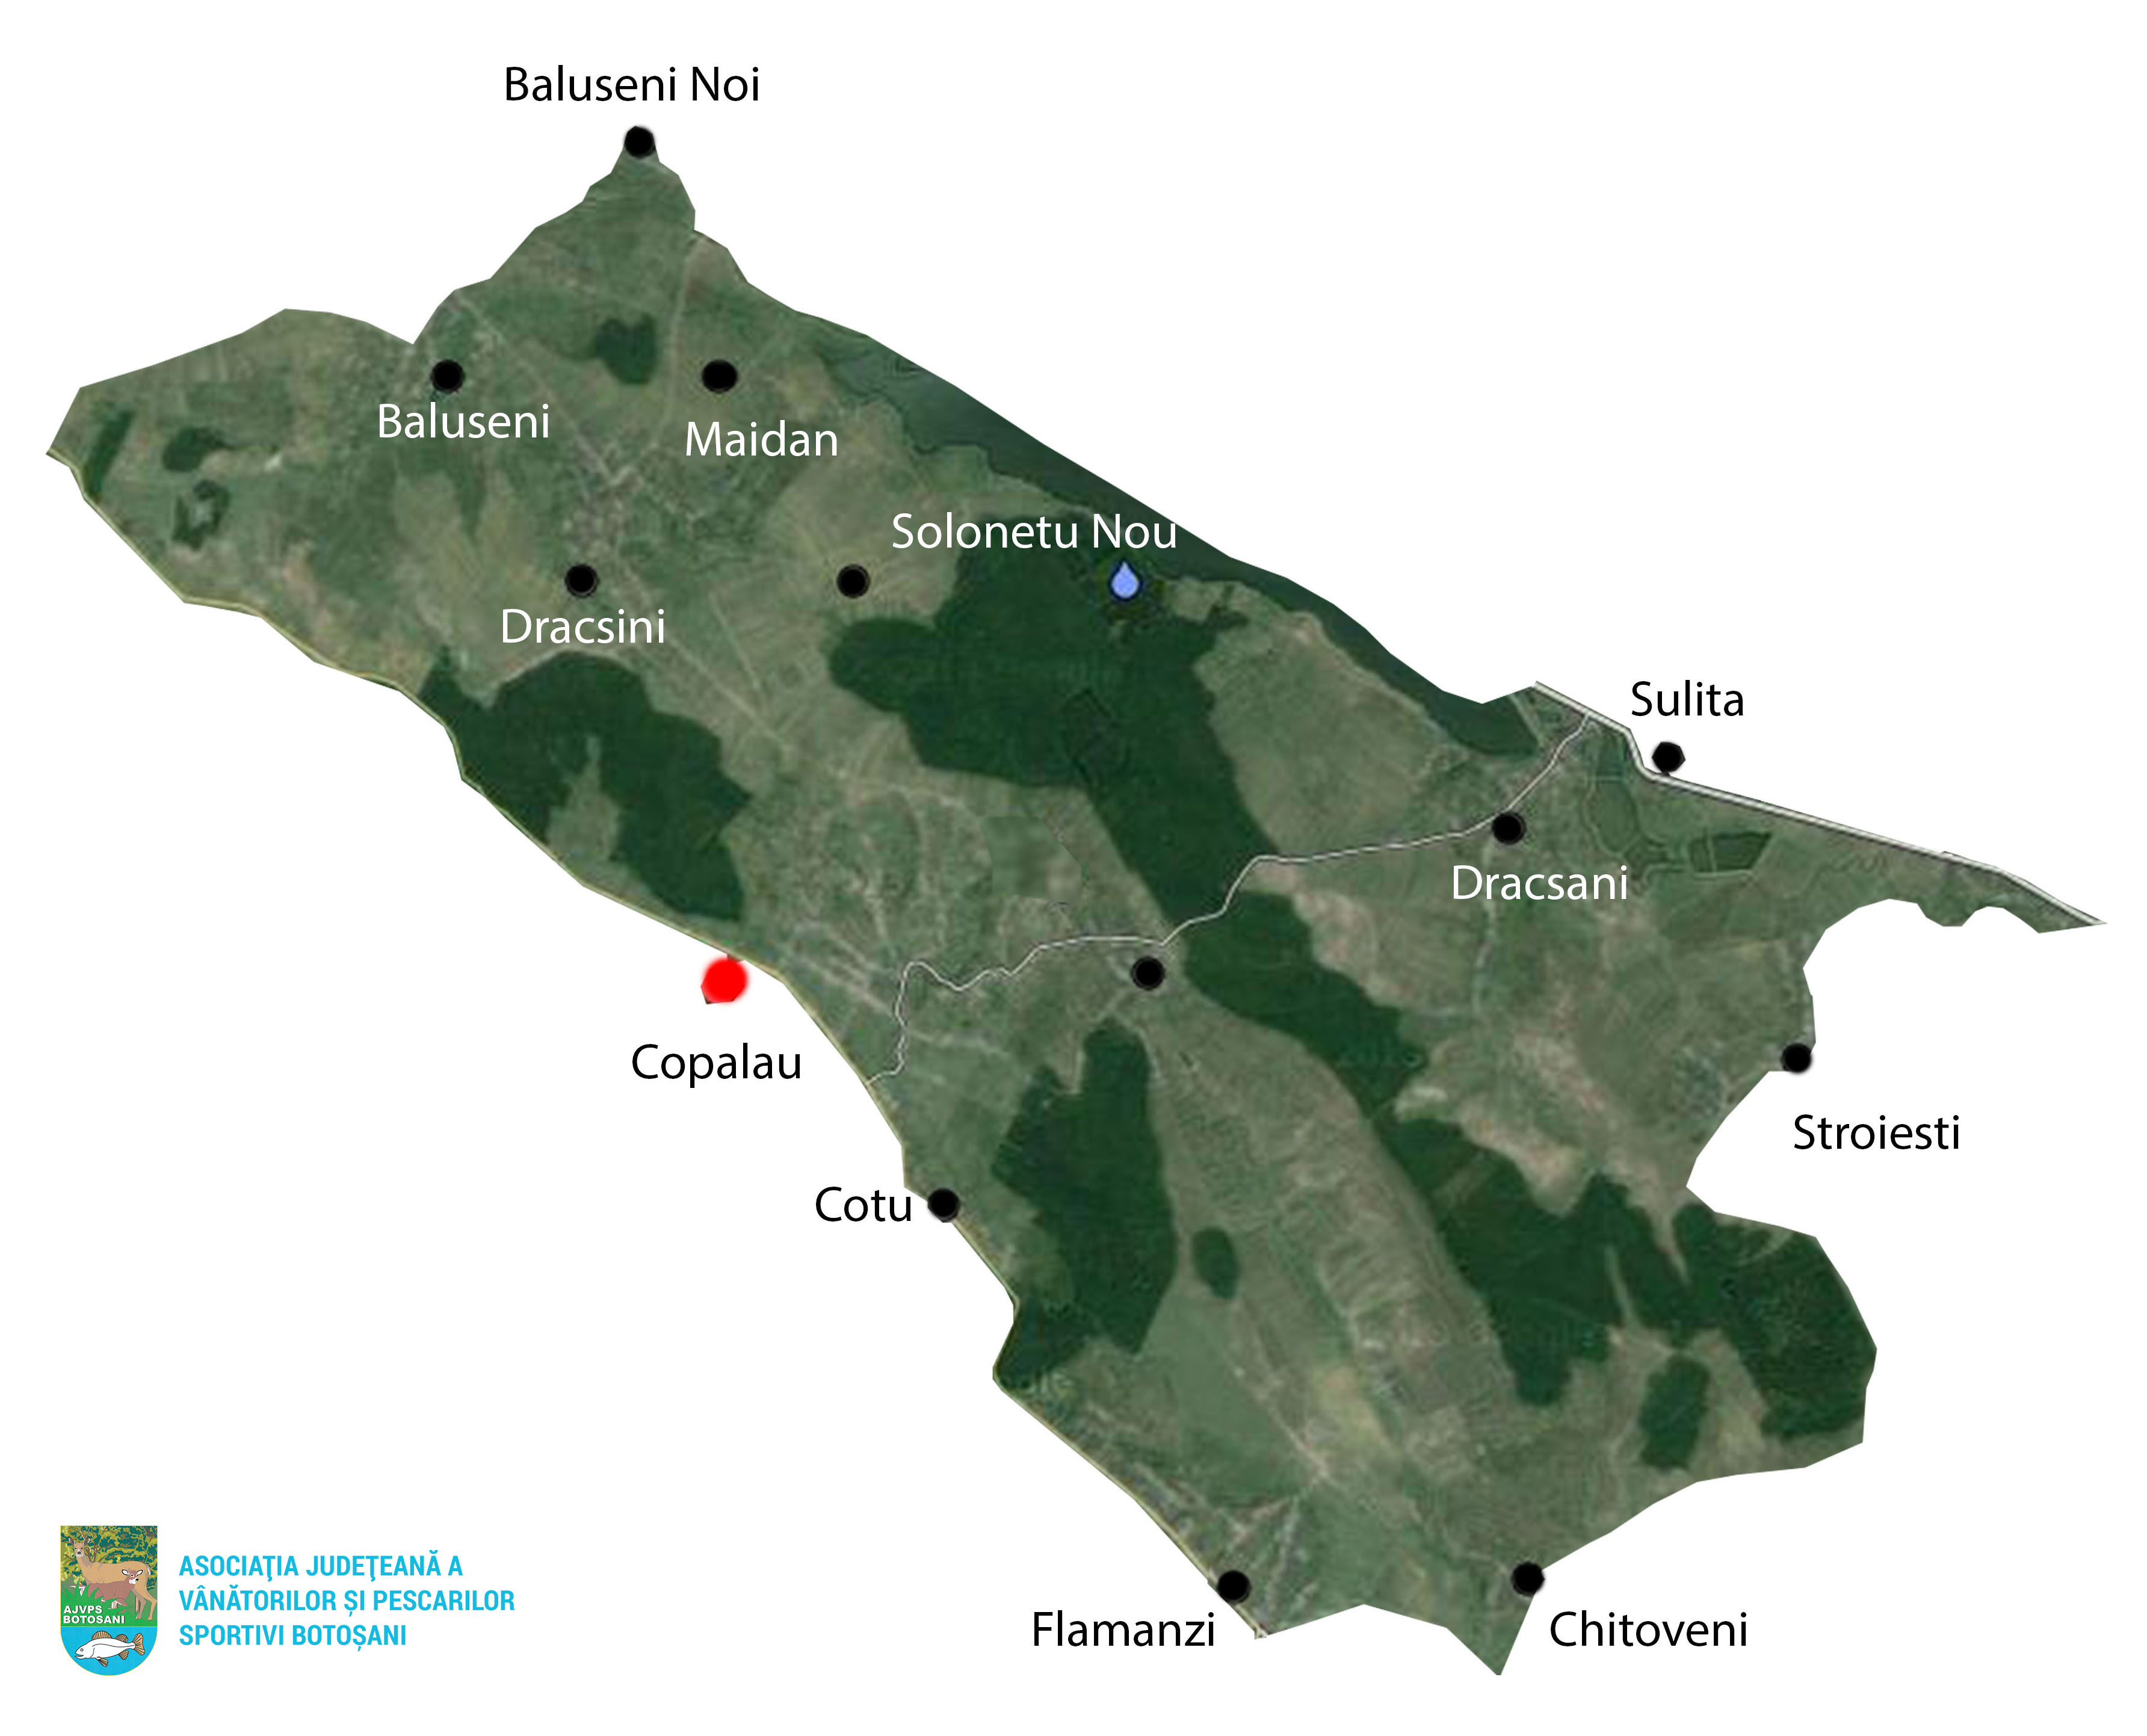 Baluseni Noi
Baluseni
Maidan
Solonetu Nou
Dracsini
Sulita
Dracsani
Copalau
Stroiesti
Cotu
Flamanzi
Chitoveni
AJVPS
BOTOSANI
ASOCIAŢIA JUDEŢEANĂ A
VÂNĂTORILOR ȘI PESCARILOR
SPORTIVI BOTOȘANI